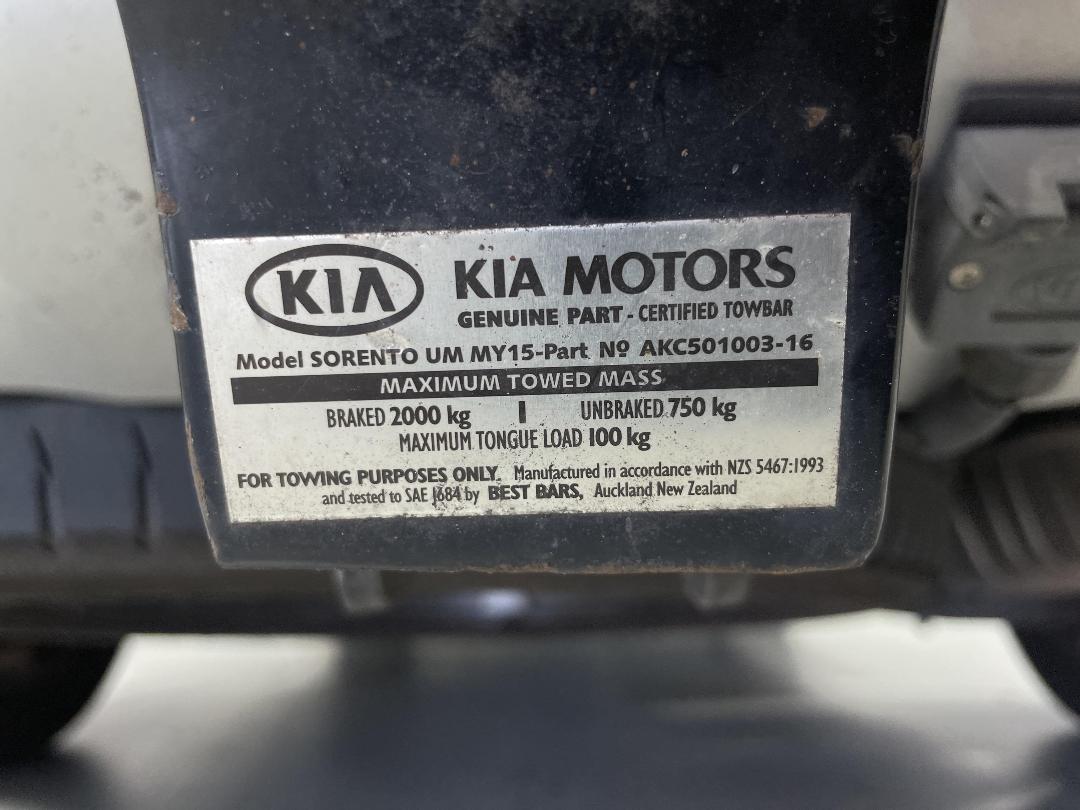 KIA KIA MOTORS
GENUINE PART - CERTIFIED TOWBAR
Model SORENTO UM MY15-Part Nº AKC501003-16
MAXIMUM TOWED MASS
BRAKED 2000 kg | UNBRAKED 750 kg
MAXIMUM TONGUE LOAD 100 kg
FOR TOWING PURPOSES ONLY. Manufactured in accordance with NZS 5467:1993
and tested to SAE J684 by BEST BARS, Auckland New Zealand